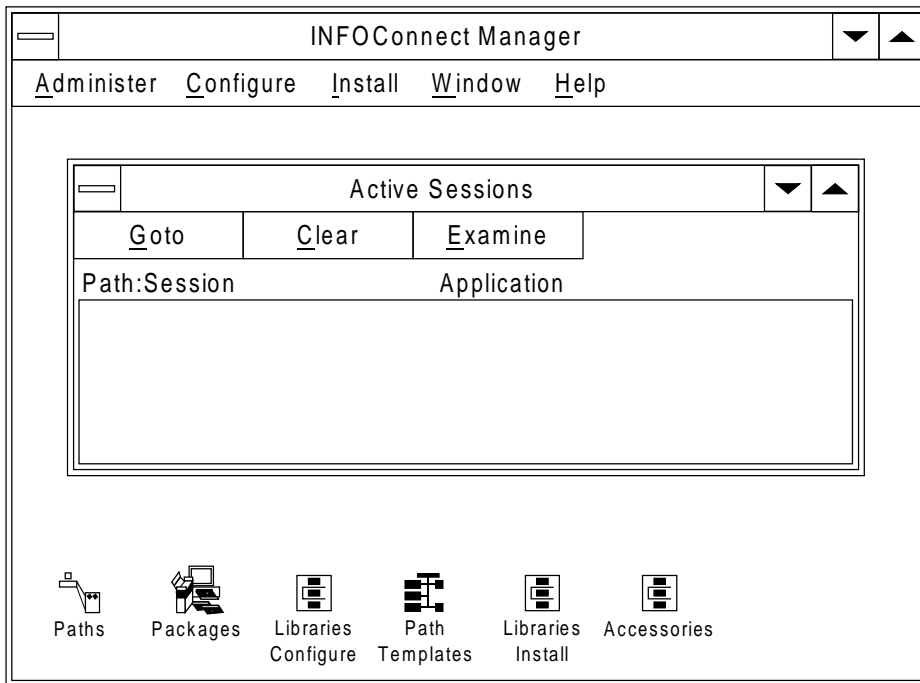 INFOConnect Manager
Administer Configure Install Window Help
Active Sessions
Goto Clear Examine
Path:Session Application
Paths Packages Libraries Configure Path Templates Libraries Install Accessories